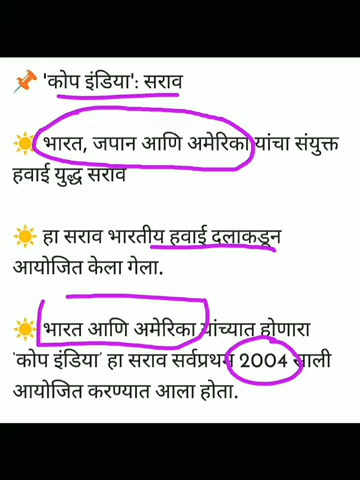 📌 'कोप इंडिया': सराव
☀️ भारत, जपान आणि अमेरिका यांचा संयुक्त
हवाई युद्ध सराव
☀️ हा सराव भारतीय हवाई दलाकडून
आयोजित केला गेला.
☀️ भारत आणि अमेरिका यांच्यात होणारा
'कोप इंडिया' हा सराव सर्वप्रथम 2004 साली
आयोजित करण्यात आला होता.